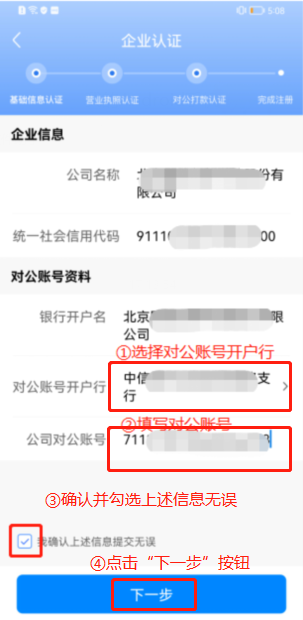 5:08
企业认证
基础信息认证 营业执照认证 对公打款认证 完成注册
企业信息
公司名称 北 份有
限公司
统一社会信用代码 9111 00
对公账号资料
银行开户名 北京 限
公司
①选择对公账号开户行
对公账号开户行 中信 支
行
②填写对公账号
公司对公账号 711 8
③确认并勾选上述信息无误
我确认上述信息提交无误
④点击“下一步”按钮
下一步